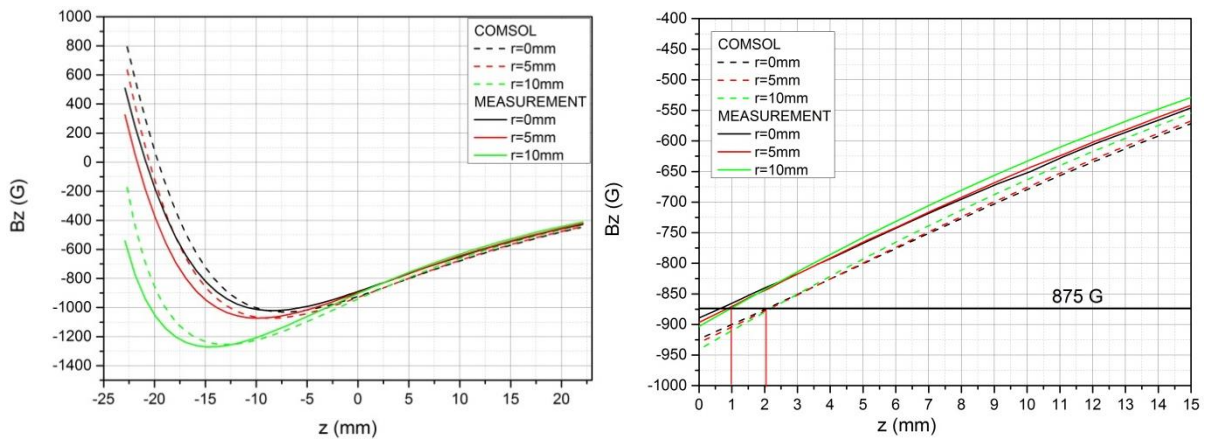 1000
800
600
400
200
0
-200
-400
-600
-800
-1000
-1200
-1400
Bz (G)
COMSOL
r=0mm
r=5mm
r=10mm
MEASUREMENT
r=0mm
r=5mm
r=10mm
-25 -20 -15 -10 -5 0 5 10 15 20
z (mm)
-400
-450
-500
-550
-600
-650
-700
-750
-800
-850
-900
-950
-1000
Bz (G)
COMSOL
r=0mm
r=5mm
r=10mm
MEASUREMENT
r=0mm
r=5mm
r=10mm
875 G
0 1 2 3 4 5 6 7 8 9 10 11 12 13 14 15
z (mm)